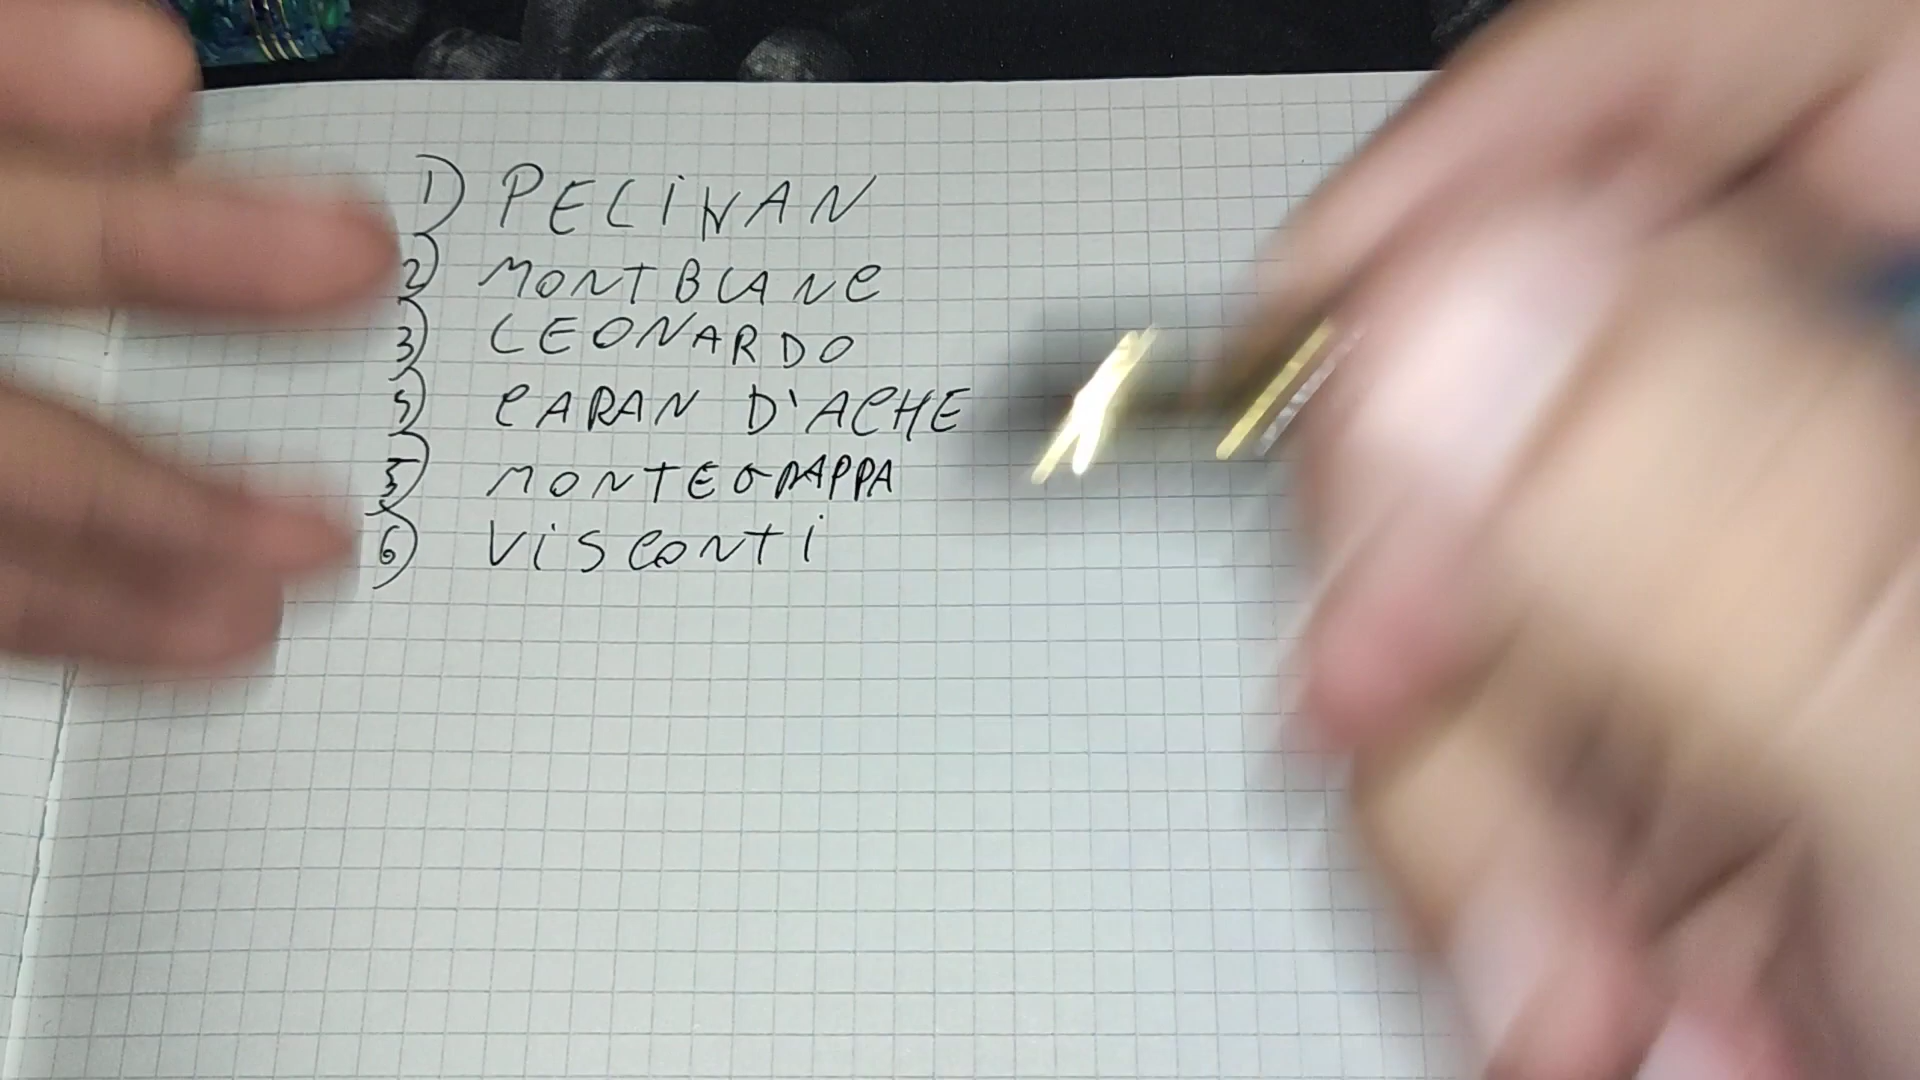 1) PELiKAN
2) MONTBLANC
3) LEONARDO
4) CARAN D'ACHE
5) MONTEGRAPPA
6) ViSCONTi